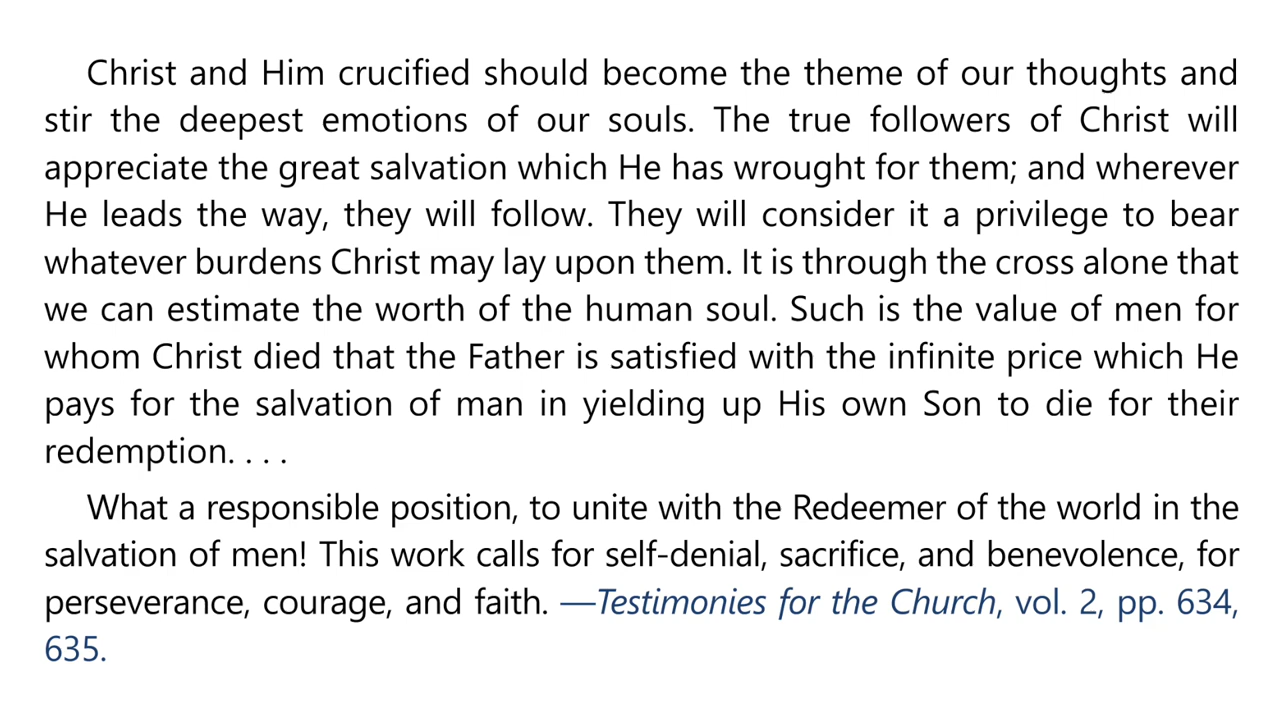 Christ and Him crucified should become the theme of our thoughts and
stir the deepest emotions of our souls. The true followers of Christ will
appreciate the great salvation which He has wrought for them; and wherever
He leads the way, they will follow. They will consider it a privilege to bear
whatever burdens Christ may lay upon them. It is through the cross alone that
we can estimate the worth of the human soul. Such is the value of men for
whom Christ died that the Father is satisfied with the infinite price which He
pays for the salvation of man in yielding up His own Son to die for their
redemption. . . .
What a responsible position, to unite with the Redeemer of the world in the
salvation of men! This work calls for self-denial, sacrifice, and benevolence, for
perseverance, courage, and faith. —Testimonies for the Church, vol. 2, pp. 634,
635.